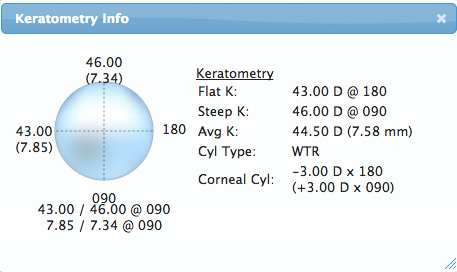 Keratometry Info
46.00
(7.34)
43.00
(7.85)
180
090
43.00 / 46.00 @ 090
7.85 / 7.34 @ 090
Keratometry
Flat K: 43.00 D @ 180
Steep K: 46.00 D @ 090
Avg K: 44.50 D (7.58 mm)
Cyl Type: WTR
Corneal Cyl: −3.00 D x 180
(+3.00 D x 090)